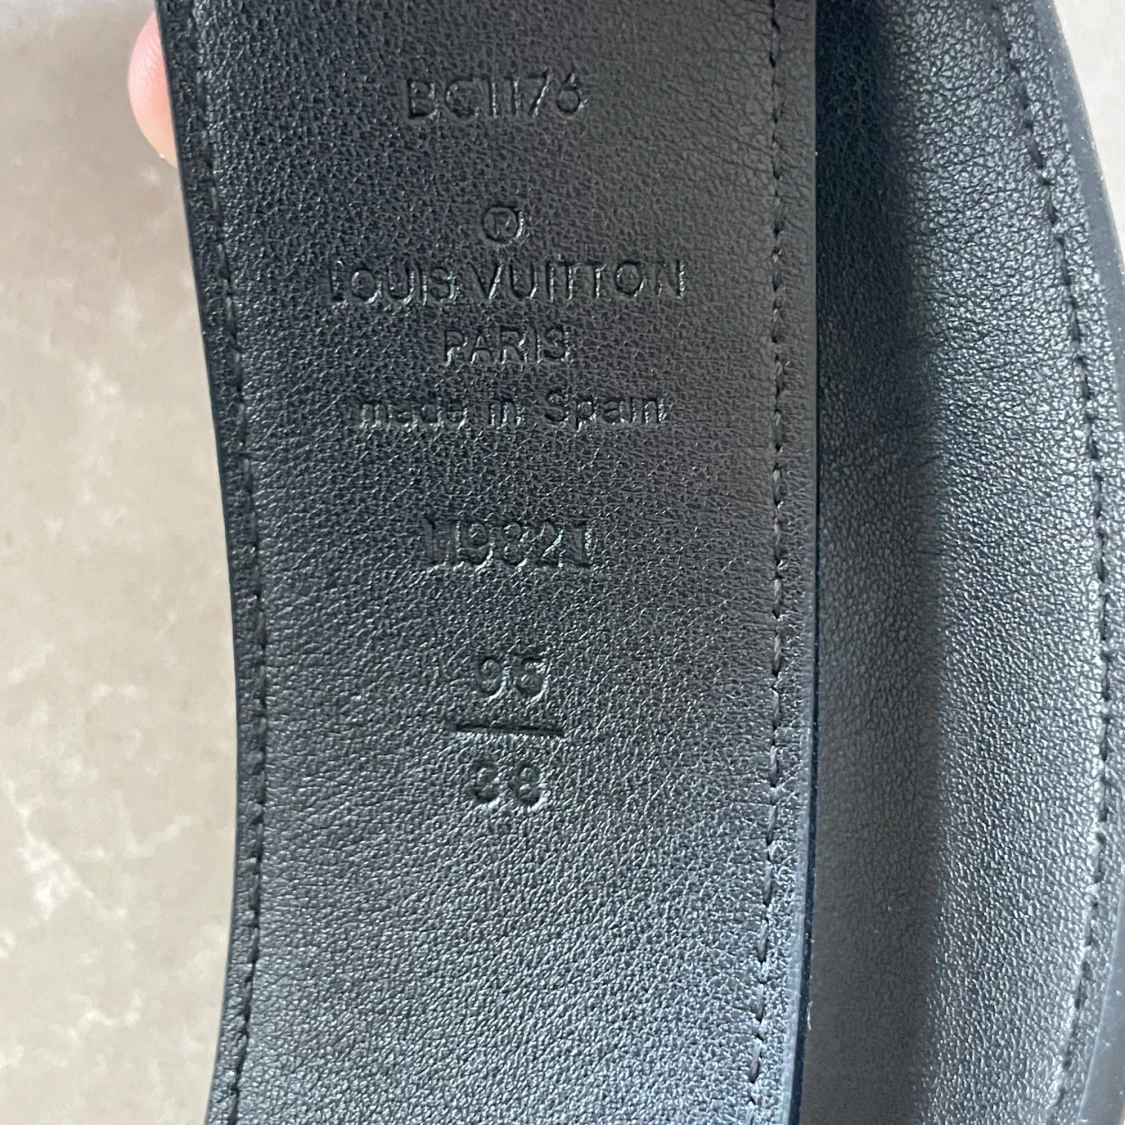 BC1176
®
LOUIS VUITTON
PARIS
made in Spain
M9821
95
38